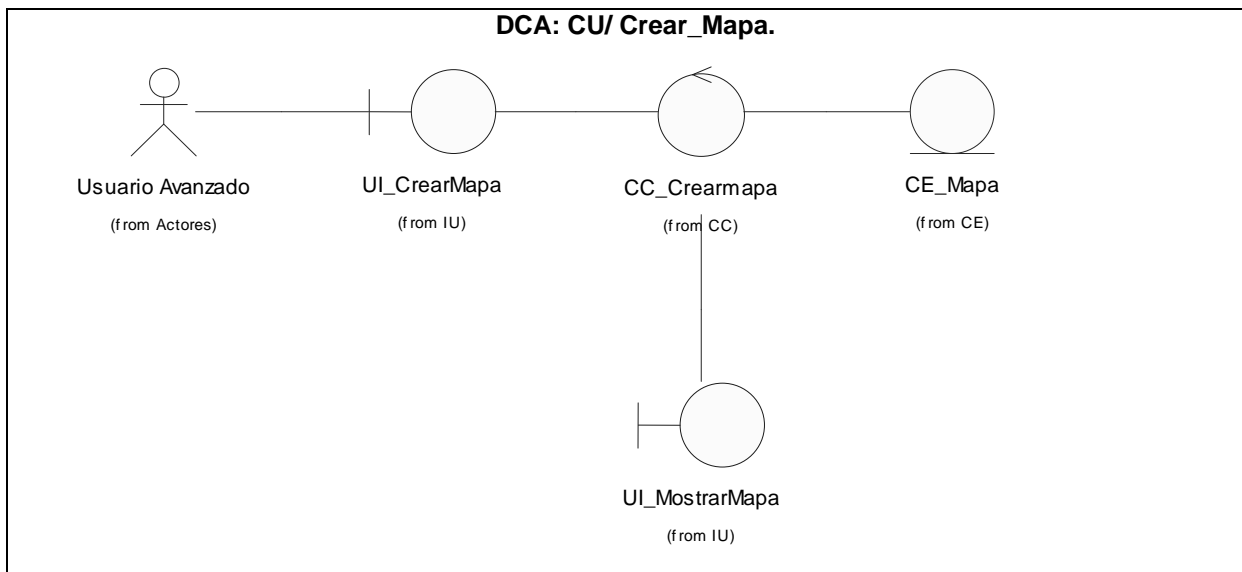 DCA: CU/ Crear_Mapa.
Usuario Avanzado
(from Actores)
UI_CrearMapa
(from IU)
CC_Crearmapa
(from CC)
CE_Mapa
(from CE)
UI_MostrarMapa
(from IU)